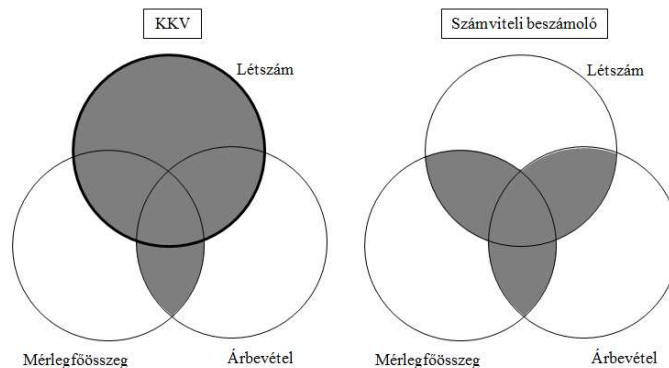 KKV
Létszám
Mérlegfőösszeg
Árbevétel
Számviteli beszámoló
Létszám
Mérlegfőösszeg
Árbevétel